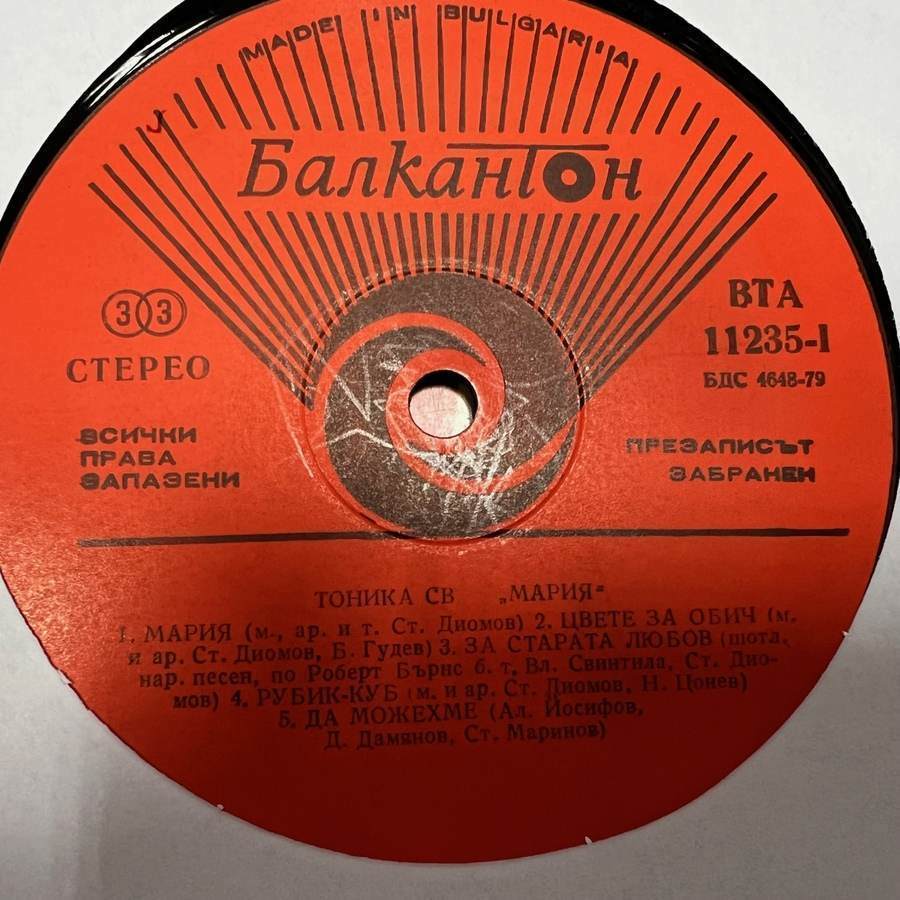 MADE IN BULGARIA
Балкантон
33
СТЕРЕО
ВТА
11235-1
БДС 4648-79
ВСИЧКИ
ПРАВА
ЗАПАЗЕНИ
ПРЕЗАПИСЪТ
ЗАБРАНЕН
ТОНИКА СВ „МАРИЯ"
1. МАРИЯ (м., ар. и т. Ст. Диомов) 2. ЦВЕТЕ ЗА ОБИЧ (м.
и ар. Ст. Диомов, Б. Гудев) 3. ЗА СТАРАТА ЛЮБОВ (шотл.
нар. песен, по Роберт Бърнс б. т. Вл. Свинтила, Ст. Дио-
мов) 4. РУБИК-КУБ (м. и ар. Ст. Диомов, Н. Цонев)
5. ДА МОЖЕХМЕ (Ал. Йосифов,
Д. Дамянов, Ст. Маринов)